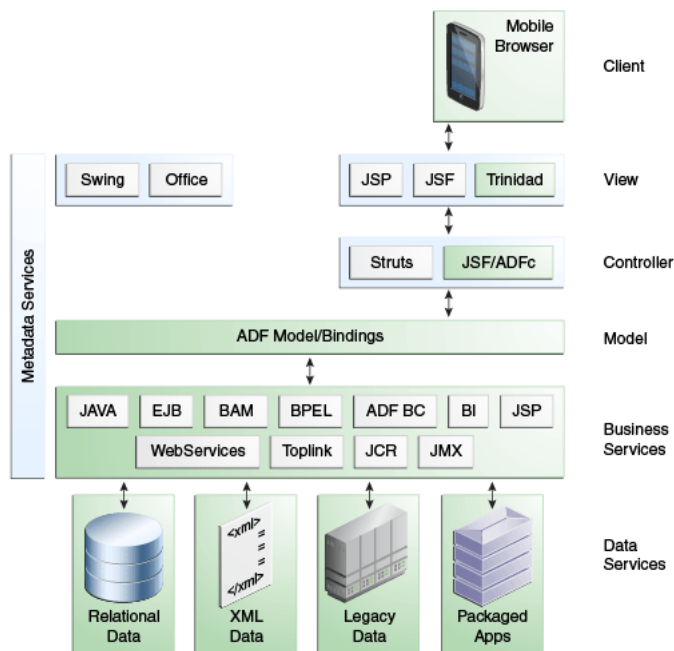 Mobile
Browser
Client
Metadata Services
Swing
Office
JSP
JSF
Trinidad
View
Struts
JSF/ADFc
Controller
ADF Model/Bindings
Model
JAVA
EJB
BAM
BPEL
ADF BC
BI
JSP
WebServices
Toplink
JCR
JMX
Business
Services
<xml>
</xml>
Data
Services
Relational
Data
XML
Data
Legacy
Data
Packaged
Apps